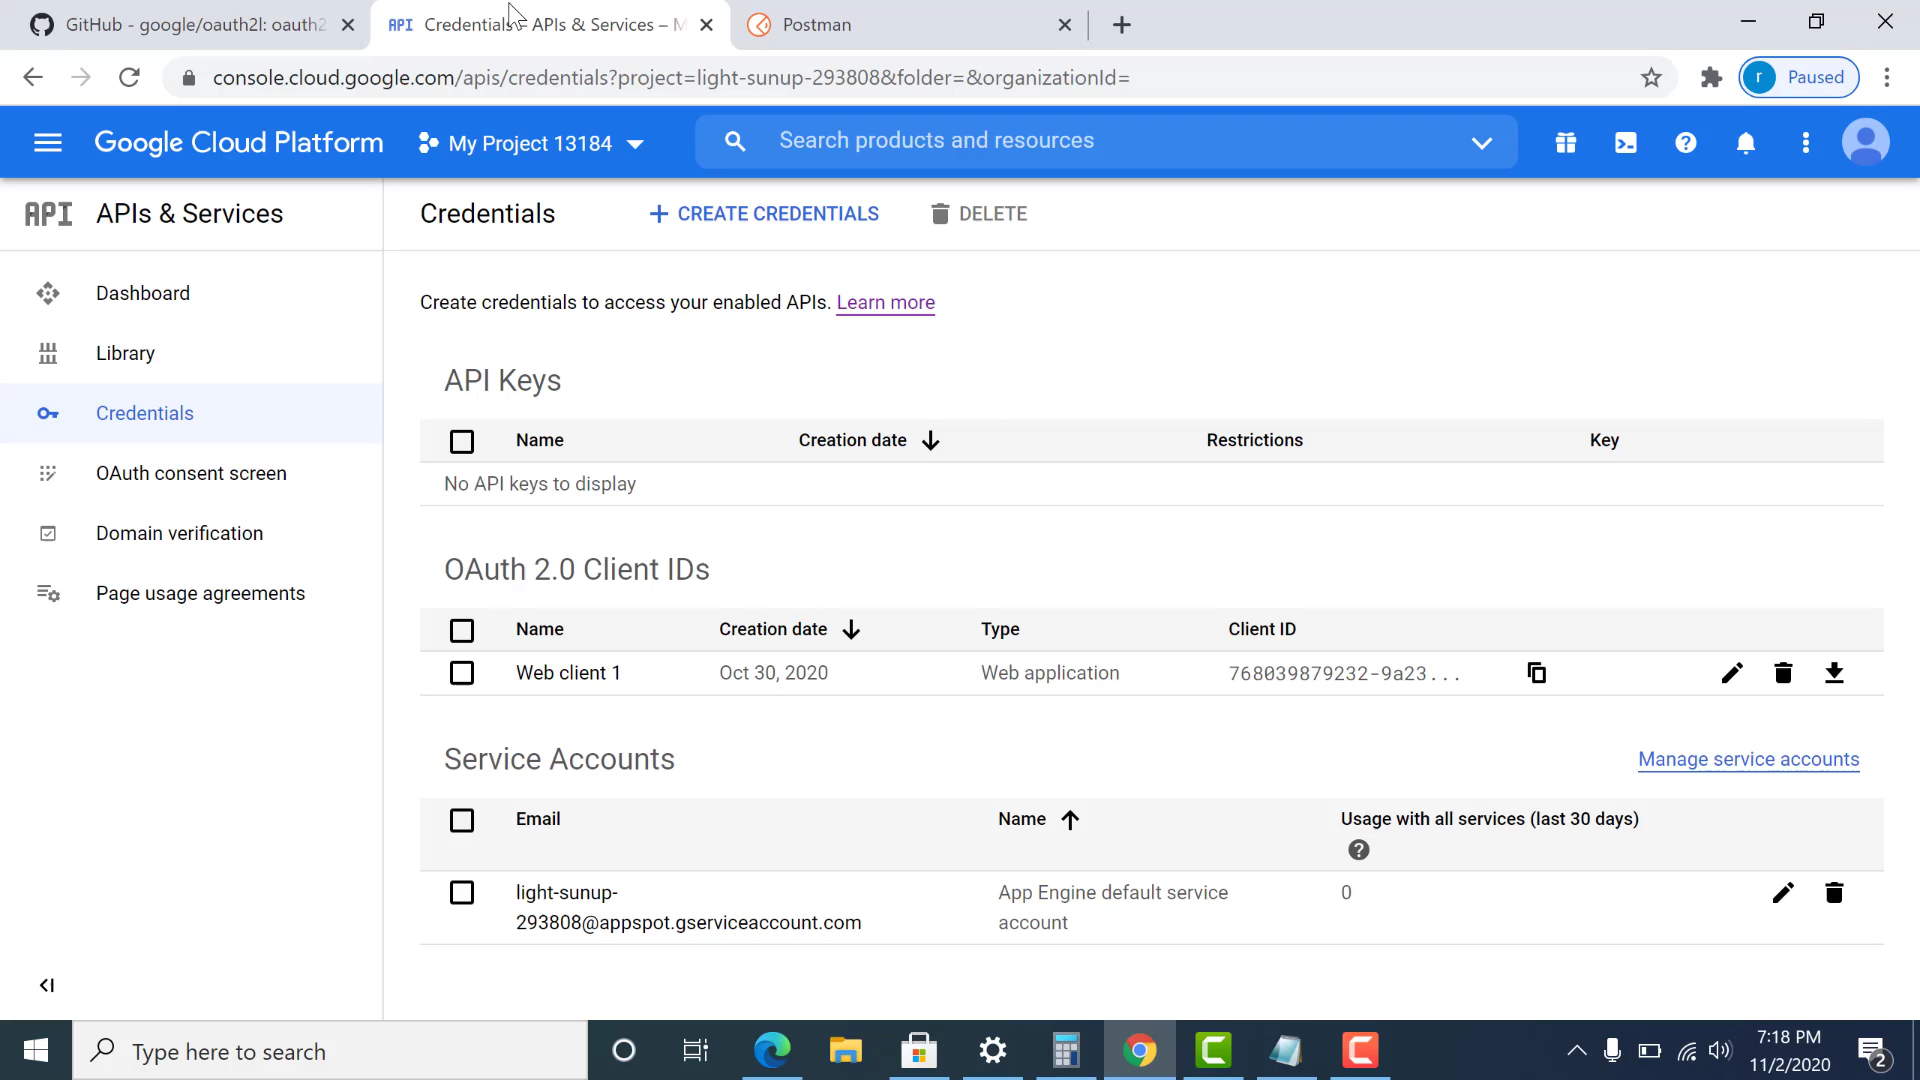 GitHub - google/oauth2l: oauth2
API Credentials – APIs & Services – M
Postman
console.cloud.google.com/apis/credentials?project=light-sunup-293808&folder=&organizationId=
r Paused
Google Cloud Platform
My Project 13184
Search products and resources
API APIs & Services
Credentials
+ CREATE CREDENTIALS
DELETE
Dashboard
Library
Credentials
OAuth consent screen
Domain verification
Page usage agreements
Create credentials to access your enabled APIs. Learn more
API Keys
Name Creation date Restrictions Key
No API keys to display
OAuth 2.0 Client IDs
Name Creation date Type Client ID
Web client 1 Oct 30, 2020 Web application 768039879232-9a23...
Service Accounts
Manage service accounts
Email Name Usage with all services (last 30 days)
?
light-sunup- App Engine default service 0
293808@appspot.gserviceaccount.com account
Type here to search
7:18 PM
11/2/2020
2